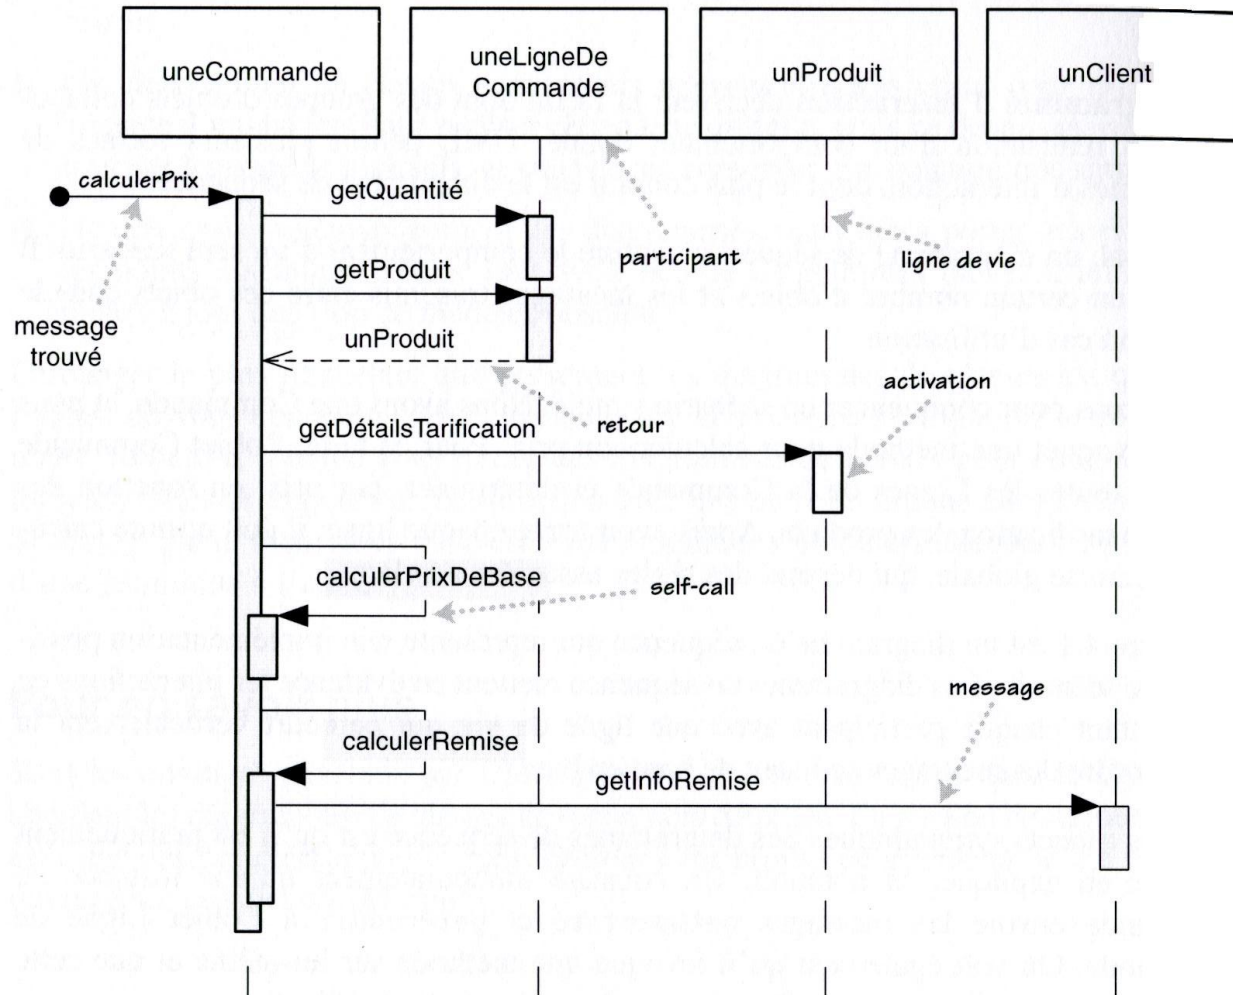 uneCommande
uneLigneDe
Commande
unProduit
unClient
calculerPrix
getQuantité
participant
ligne de vie
getProduit
message
trouvé
unProduit
activation
getDétailsTarification
retour
calculerPrixDeBase
self-call
message
calculerRemise
getInfoRemise